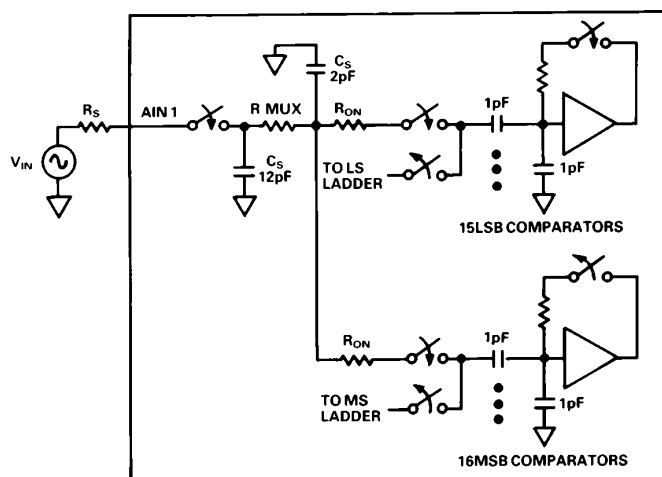 RS
AIN 1
R MUX
CS
2pF
RON
1pF
VIN
CS
12pF
TO LS
LADDER
1pF
15LSB COMPARATORS
RON
1pF
TO MS
LADDER
1pF
16MSB COMPARATORS